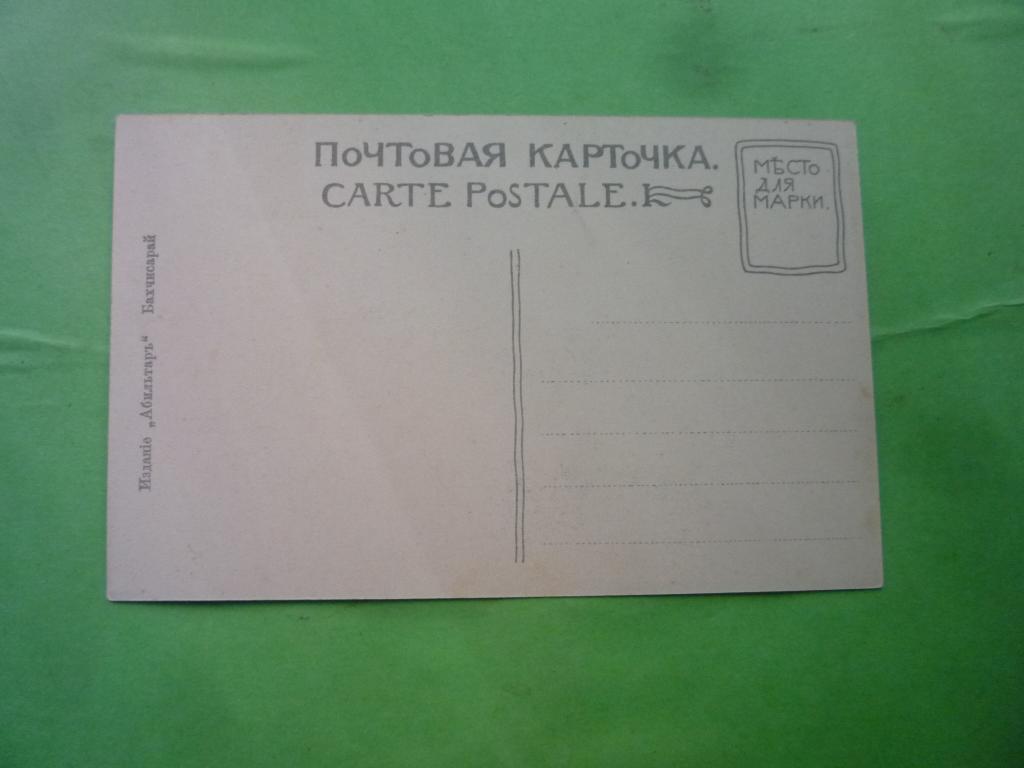 ПОЧТОВАЯ КАРТОЧКА.
CARTE POSTALE.
МѢСТО
ДЛЯ
МАРКИ.
Изданіе „Абильтаръ“ Бахчисарай